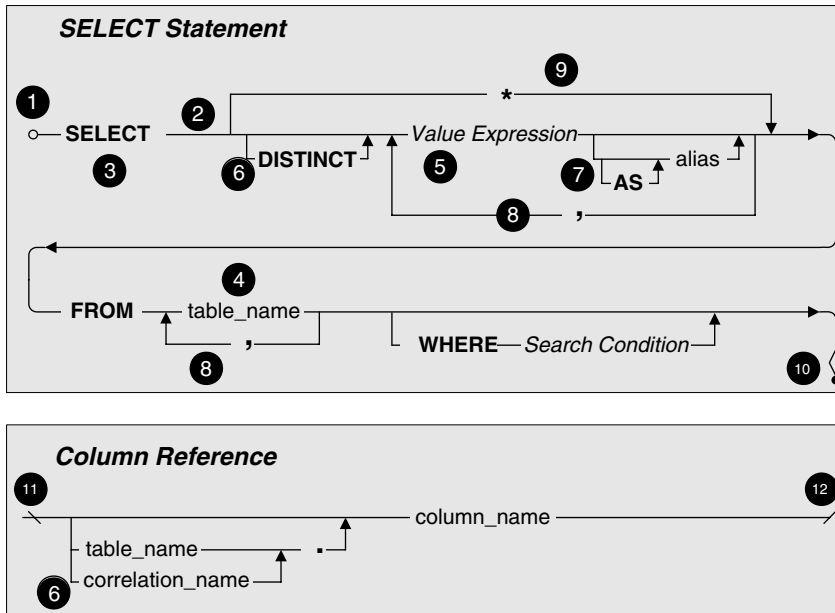 SELECT Statement
9
*
1
2
SELECT
Value Expression
3
6
DISTINCT
5
7
AS
alias
8
,
4
FROM
table_name
,
8
WHERE
Search Condition
10
Column Reference
11
12
column_name
table_name
.
6
correlation_name